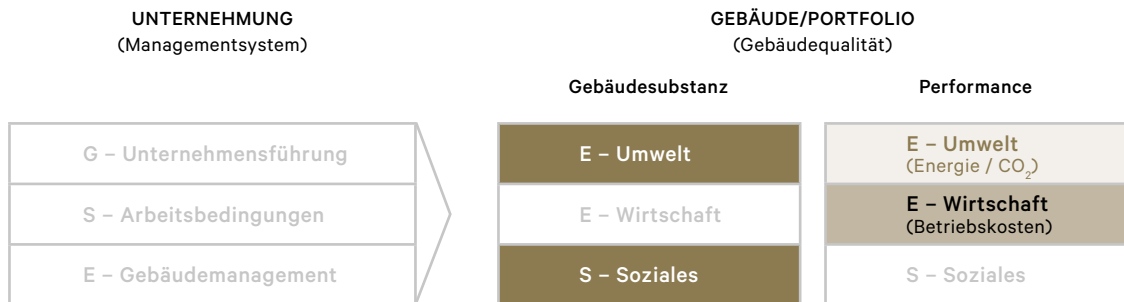 UNTERNEHMUNG
(Managementsystem)
GEBÄUDE/PORTFOLIO
(Gebäudequalität)
Gebäudesubstanz
Performance
G – Unternehmensführung
S – Arbeitsbedingungen
E – Gebäudemanagement
E – Umwelt
E – Wirtschaft
S – Soziales
E – Umwelt
(Energie / CO₂)
E – Wirtschaft
(Betriebskosten)
S – Soziales